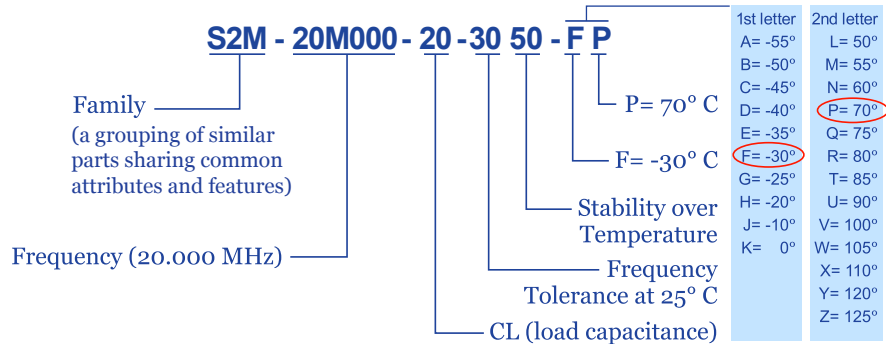 S2M - 20M000 - 20 - 30 50 - F P
Family
(a grouping of similar
parts sharing common
attributes and features)
Frequency (20.000 MHz)
P= 70° C
F= -30° C
Stability over
Temperature
Frequency
Tolerance at 25° C
CL (load capacitance)
1st letter
A= -55°
B= -50°
C= -45°
D= -40°
E= -35°
F= -30°
G= -25°
H= -20°
J= -10°
K= 0°
2nd letter
L= 50°
M= 55°
N= 60°
P= 70°
Q= 75°
R= 80°
T= 85°
U= 90°
V= 100°
W= 105°
X= 110°
Y= 120°
Z= 125°